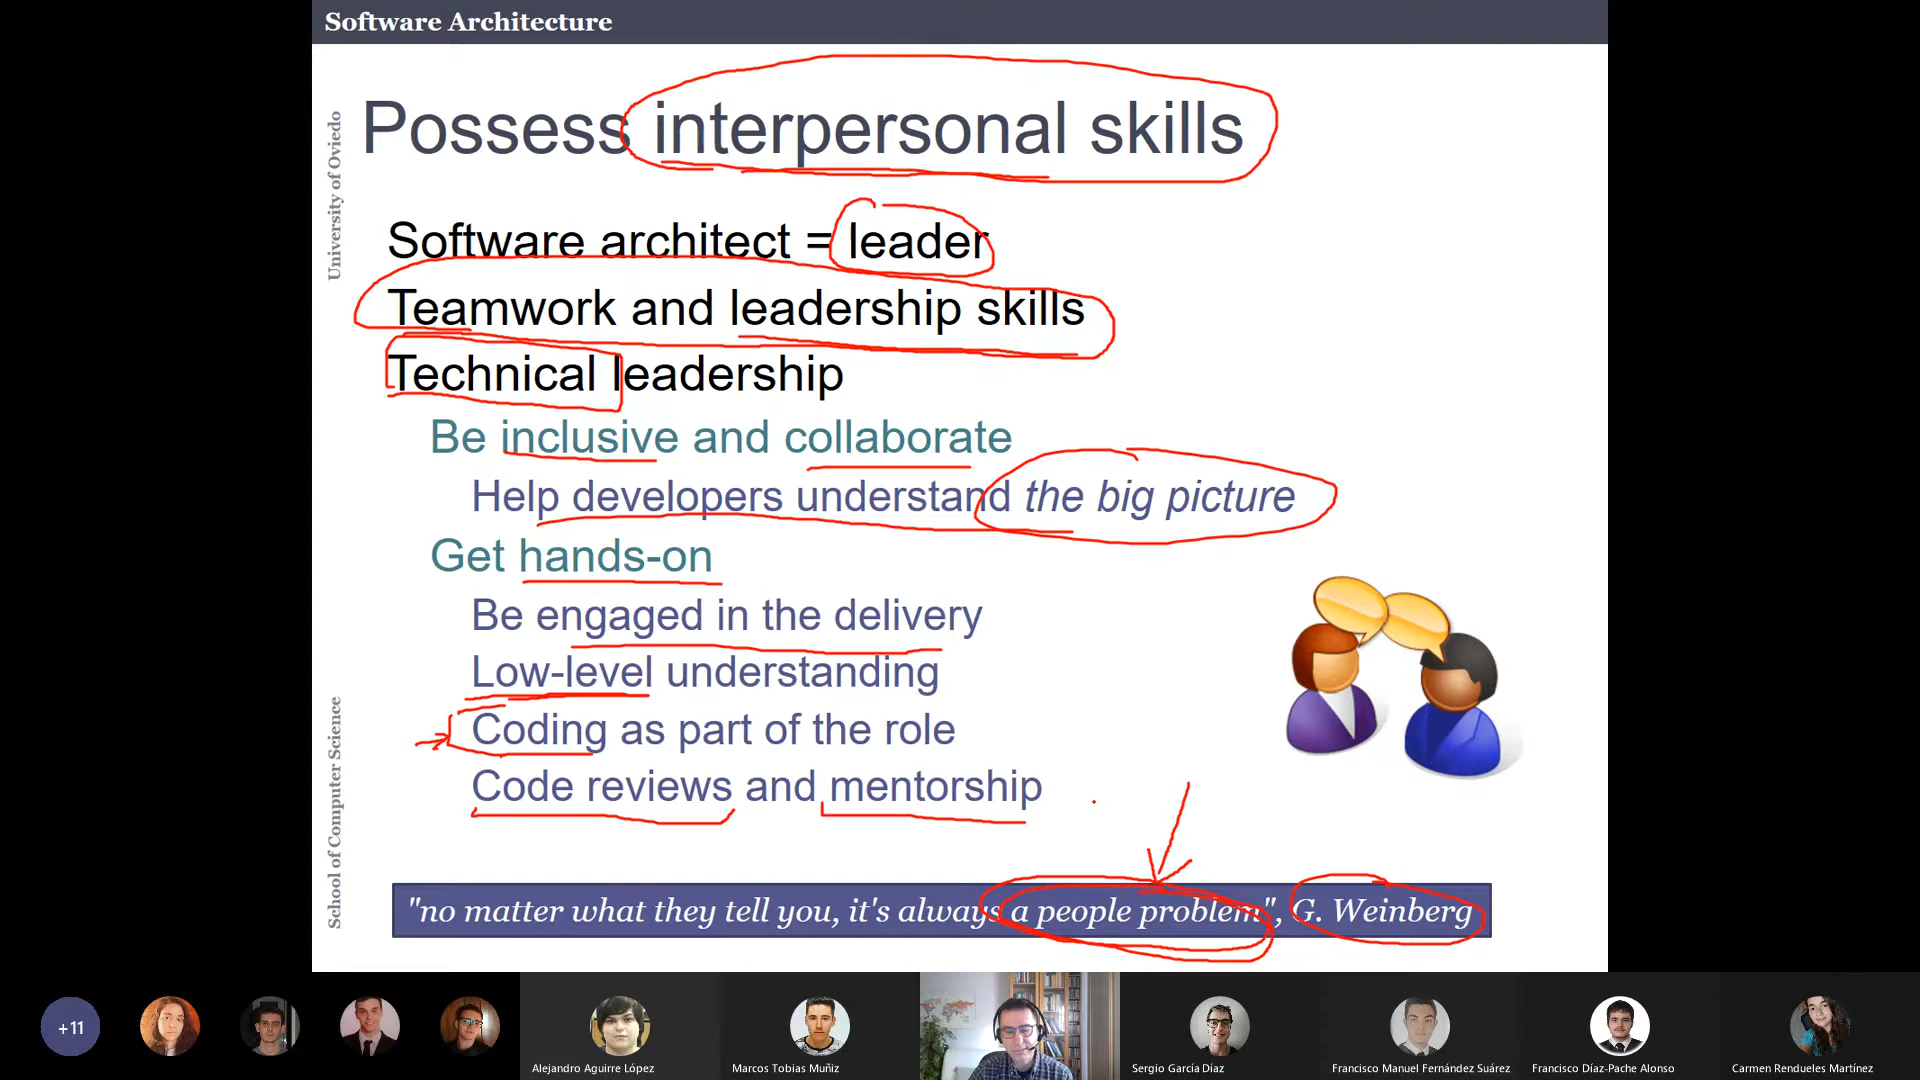 Software Architecture
University of Oviedo
School of Computer Science
Possess interpersonal skills
Software architect = leader
Teamwork and leadership skills
Technical leadership
Be inclusive and collaborate
Help developers understand the big picture
Get hands-on
Be engaged in the delivery
Low-level understanding
Coding as part of the role
Code reviews and mentorship
"no matter what they tell you, it's always a people problem", G. Weinberg
+11
Alejandro Aguirre López
Marcos Tobias Muñiz
Sergio García Díaz
Francisco Manuel Fernández Suárez
Francisco Díaz-Pache Alonso
Carmen Rendueles Martínez